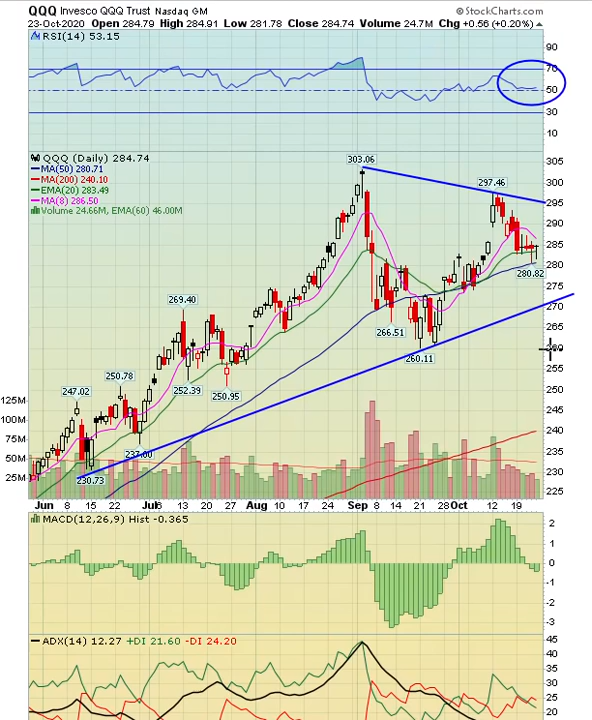 QQQ Invesco QQQ Trust Nasdaq GM © StockCharts.com
23-Oct-2020 Open 284.79 High 284.91 Low 281.78 Close 284.74 Volume 24.7M Chg +0.56 (+0.20%)
RSI(14) 53.15
90
70
50
30
10
QQQ (Daily) 284.74
MA(50) 280.71
MA(200) 240.10
EMA(20) 283.49
MA(8) 286.50
Volume 24.66M, EMA(60) 46.00M
303.06
297.46
280.82
269.40
266.51
260.11
250.78
252.39
250.95
247.02
237.00
230.73
305
300
295
290
285
280
275
270
265
260
255
250
245
240
235
230
225
125M
100M
75M
50M
25M
Jun 8 15 22 Jul 6 13 20 27 Aug 10 17 24 Sep 8 14 21 28 Oct 12 19
MACD(12,26,9) Hist -0.365
2
1
0
-1
-2
-3
ADX(14) 12.27 +DI 21.60 -DI 24.20
45
40
35
30
25
20